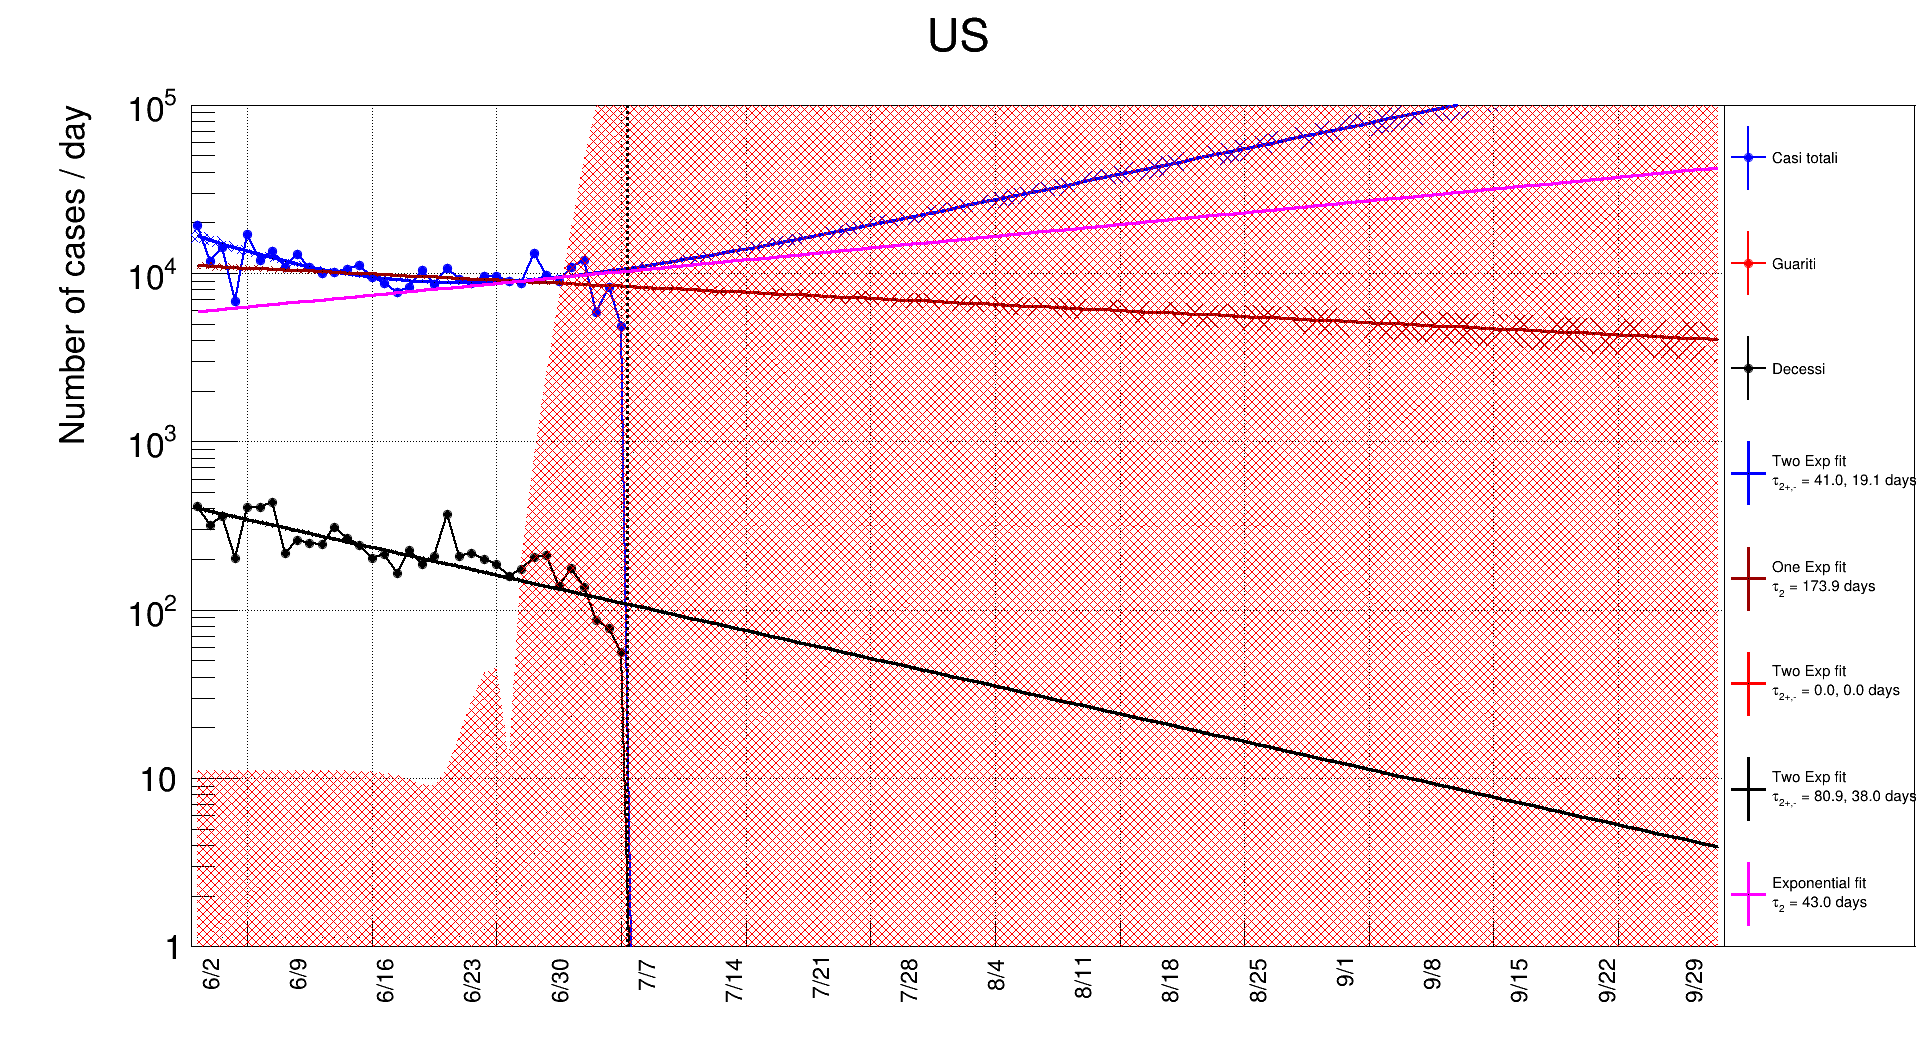 US
Number of cases / day
10^5
10^4
10^3
10^2
10
1
6/2 6/9 6/16 6/23 6/30 7/7 7/14 7/21 7/28 8/4 8/11 8/18 8/25 9/1 9/8 9/15 9/22 9/29
Casi totali
Guariti
Decessi
Two Exp fit
τ2+,- = 41.0, 19.1 days
One Exp fit
τ2 = 173.9 days
Two Exp fit
τ2+,- = 0.0, 0.0 days
Two Exp fit
τ2+,- = 80.9, 38.0 days
Exponential fit
τ2 = 43.0 days